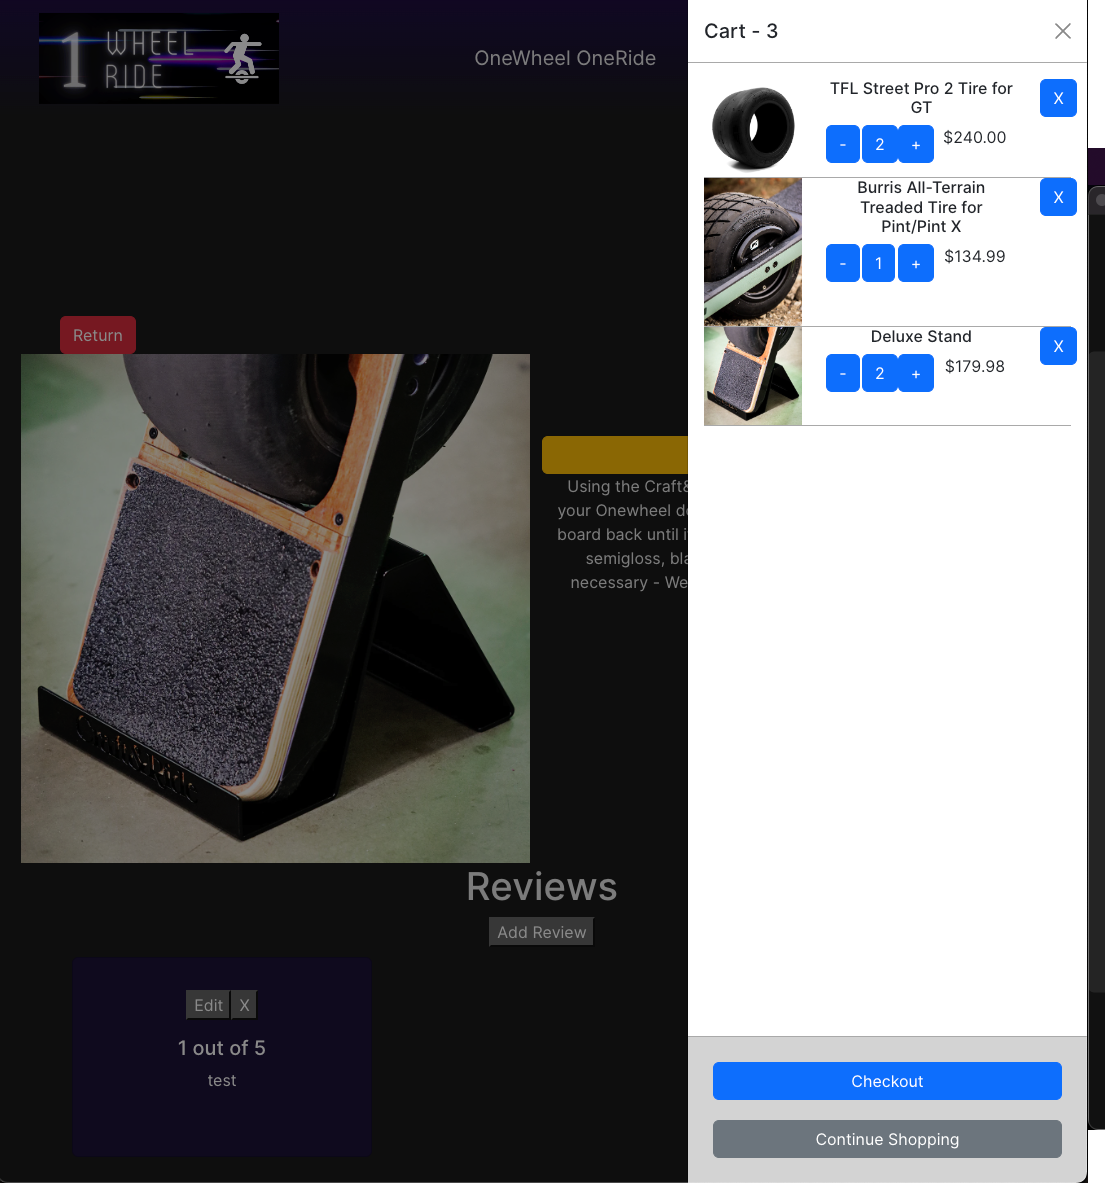 1 WHEEL
RIDE
OneWheel OneRide
Return
Using the Craft&
your Onewheel
board back until
semigloss,
necessary - We
Craft&Ride
Reviews
Add Review
Edit X
1 out of 5
test
Cart - 3
TFL Street Pro 2 Tire for
GT
- 2 + $240.00
X
Burris All-Terrain
Treaded Tire for
Pint/Pint X
- 1 + $134.99
X
Deluxe Stand
- 2 + $179.98
X
Checkout
Continue Shopping